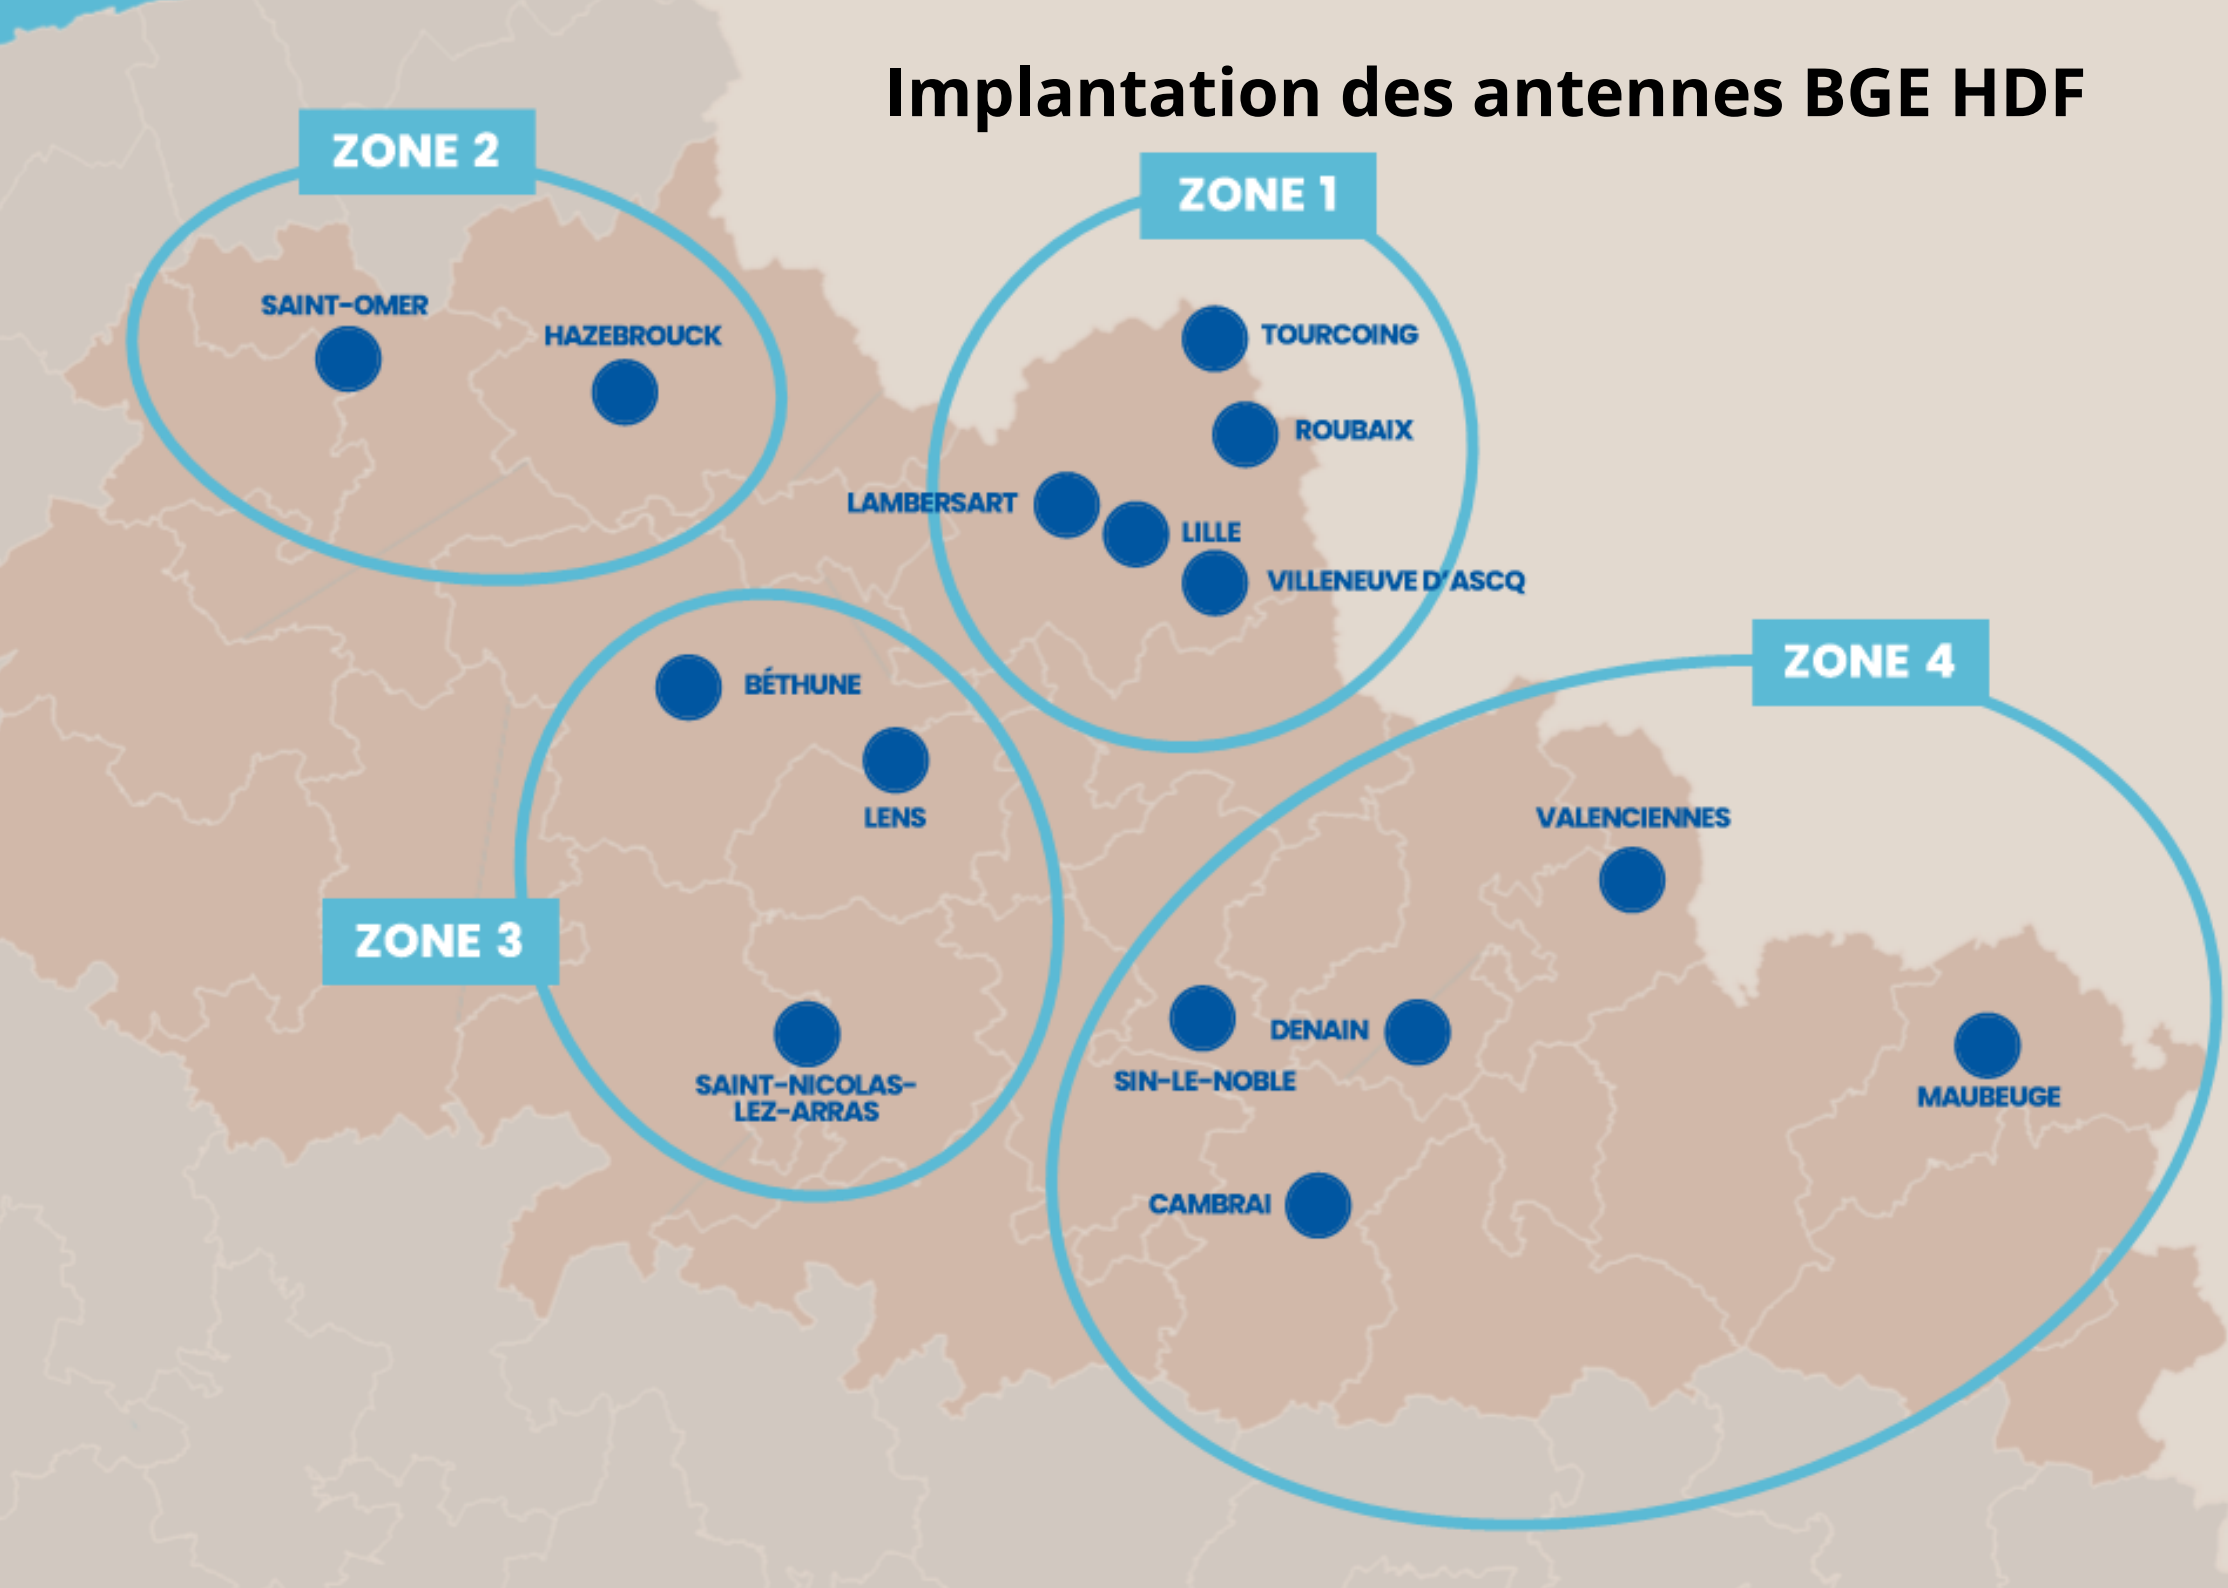 Implantation des antennes BGE HDF
ZONE 2
SAINT-OMER
HAZEBROUCK
ZONE 1
TOURCOING
ROUBAIX
LAMBERSART
LILLE
VILLENEUVE D'ASCQ
ZONE 3
BÉTHUNE
LENS
SAINT-NICOLAS-
LEZ-ARRAS
ZONE 4
VALENCIENNES
DENAIN
SIN-LE-NOBLE
MAUBEUGE
CAMBRAI